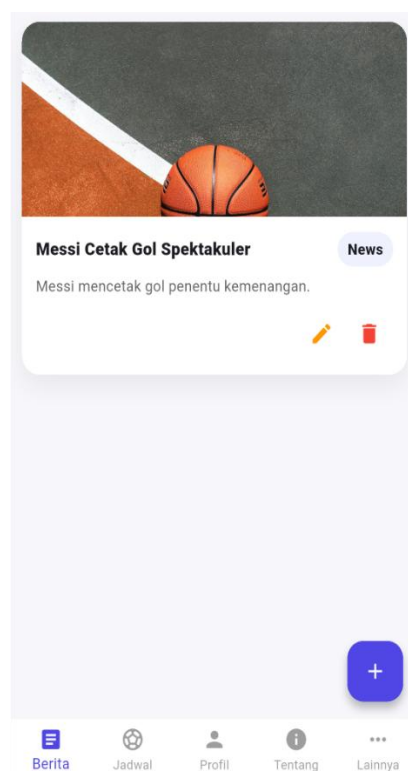 Messi Cetak Gol Spektakuler
News
Messi mencetak gol penentu kemenangan.
+
Berita
Jadwal
Profil
Tentang
Lainnya